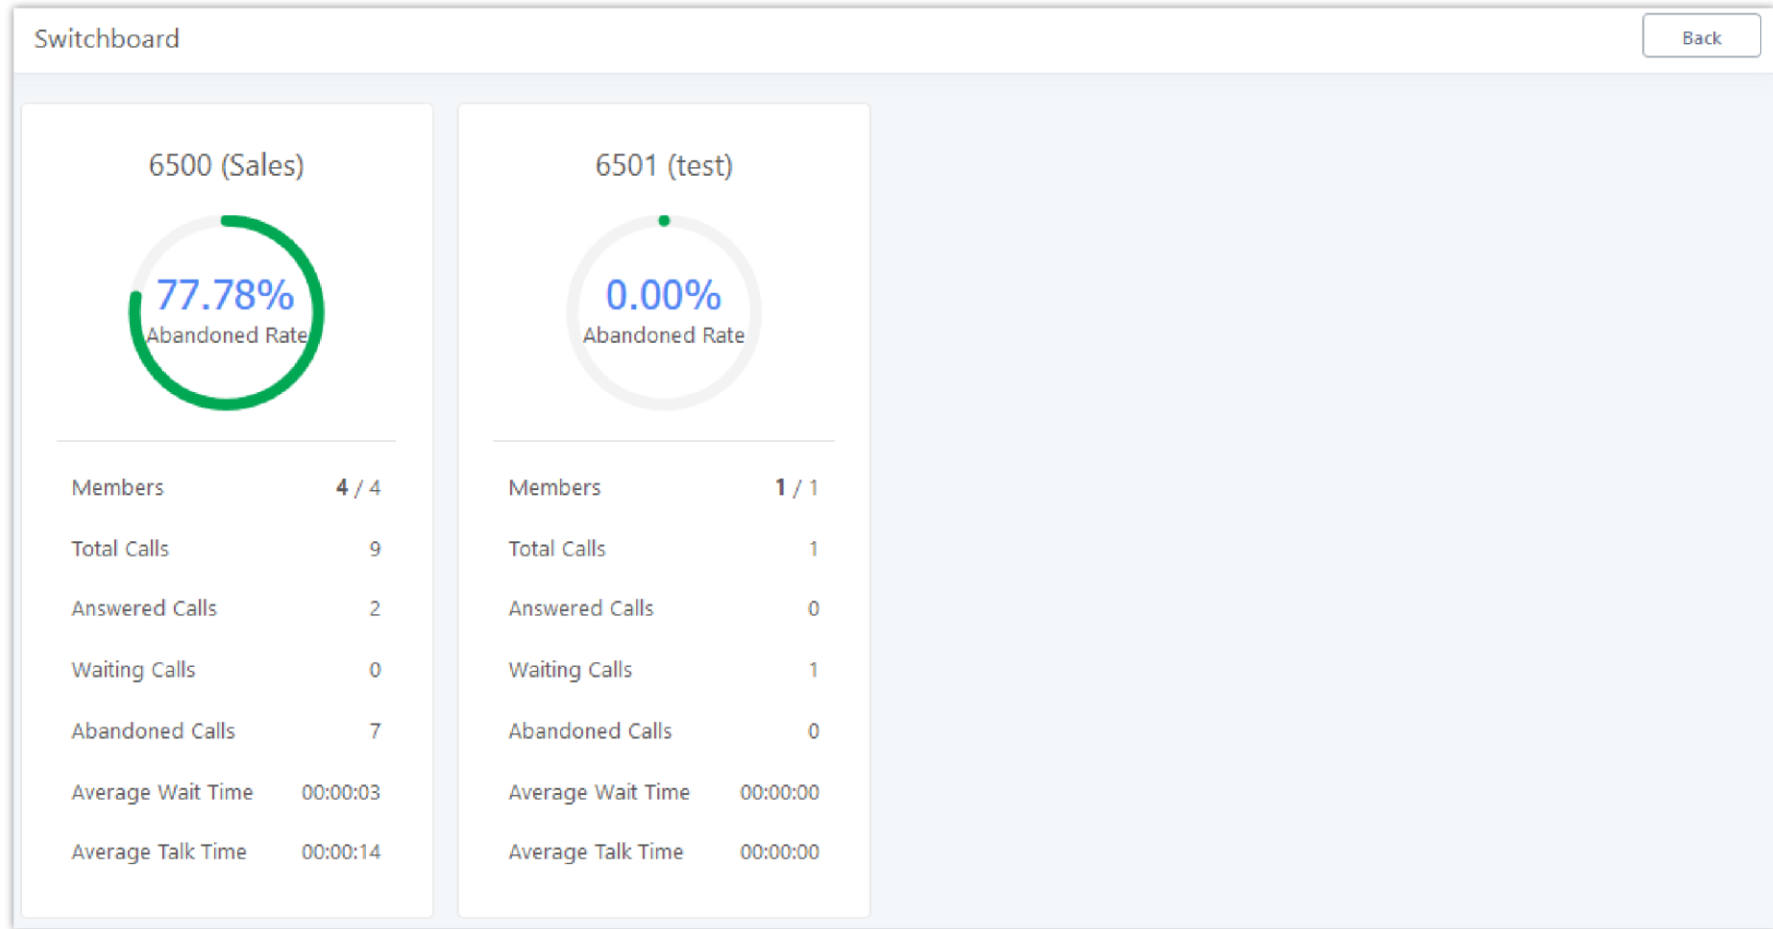 Switchboard
Back
6500 (Sales)
77.78%
Abandoned Rate
Members 4 / 4
Total Calls 9
Answered Calls 2
Waiting Calls 0
Abandoned Calls 7
Average Wait Time 00:00:03
Average Talk Time 00:00:14
6501 (test)
0.00%
Abandoned Rate
Members 1 / 1
Total Calls 1
Answered Calls 0
Waiting Calls 1
Abandoned Calls 0
Average Wait Time 00:00:00
Average Talk Time 00:00:00